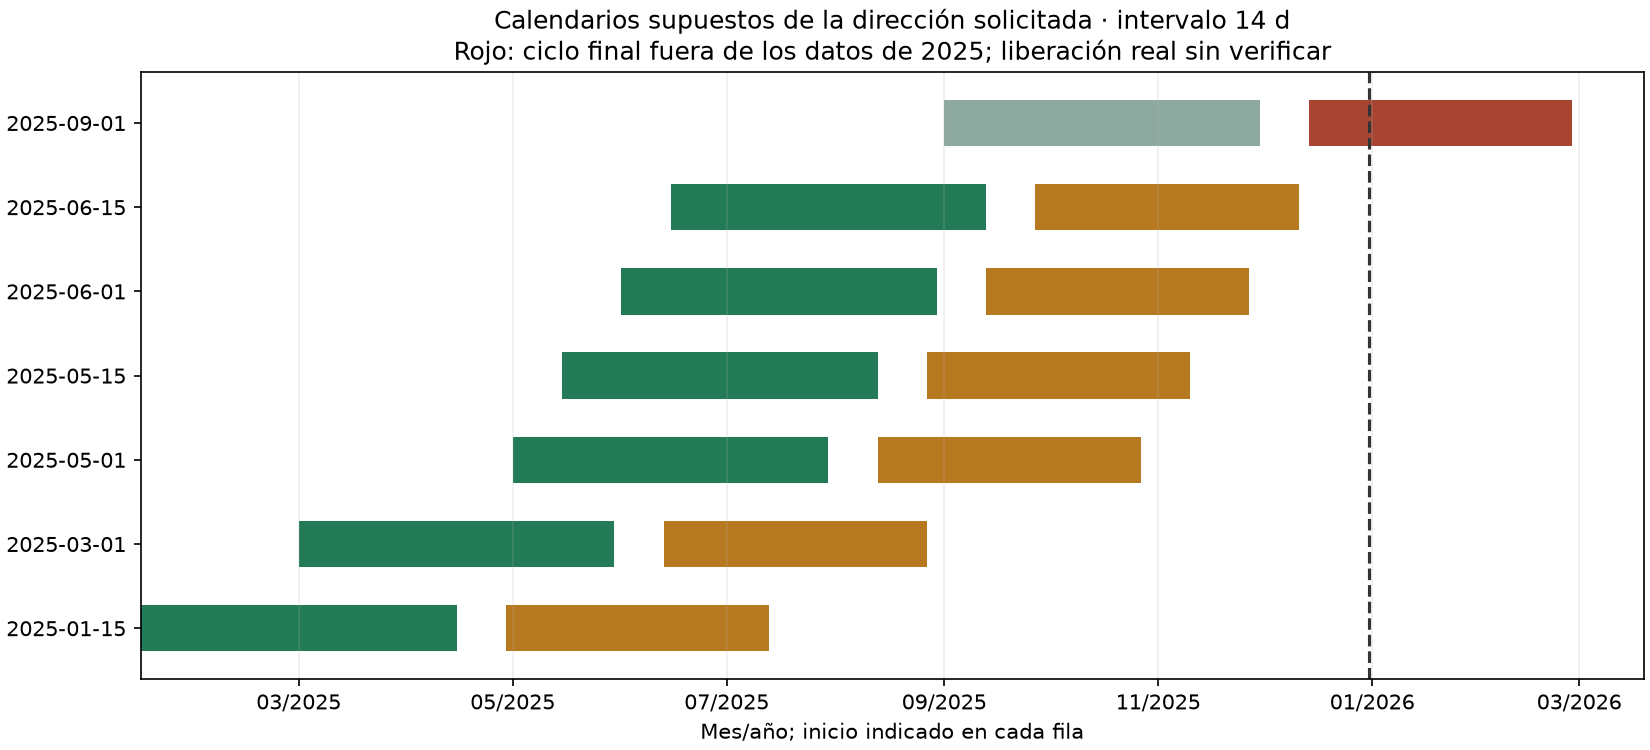 Calendarios supuestos de la dirección solicitada · intervalo 14 d
Rojo: ciclo final fuera de los datos de 2025; liberación real sin verificar
2025-09-01
2025-06-15
2025-06-01
2025-05-15
2025-05-01
2025-03-01
2025-01-15
03/2025 05/2025 07/2025 09/2025 11/2025 01/2026 03/2026
Mes/año; inicio indicado en cada fila